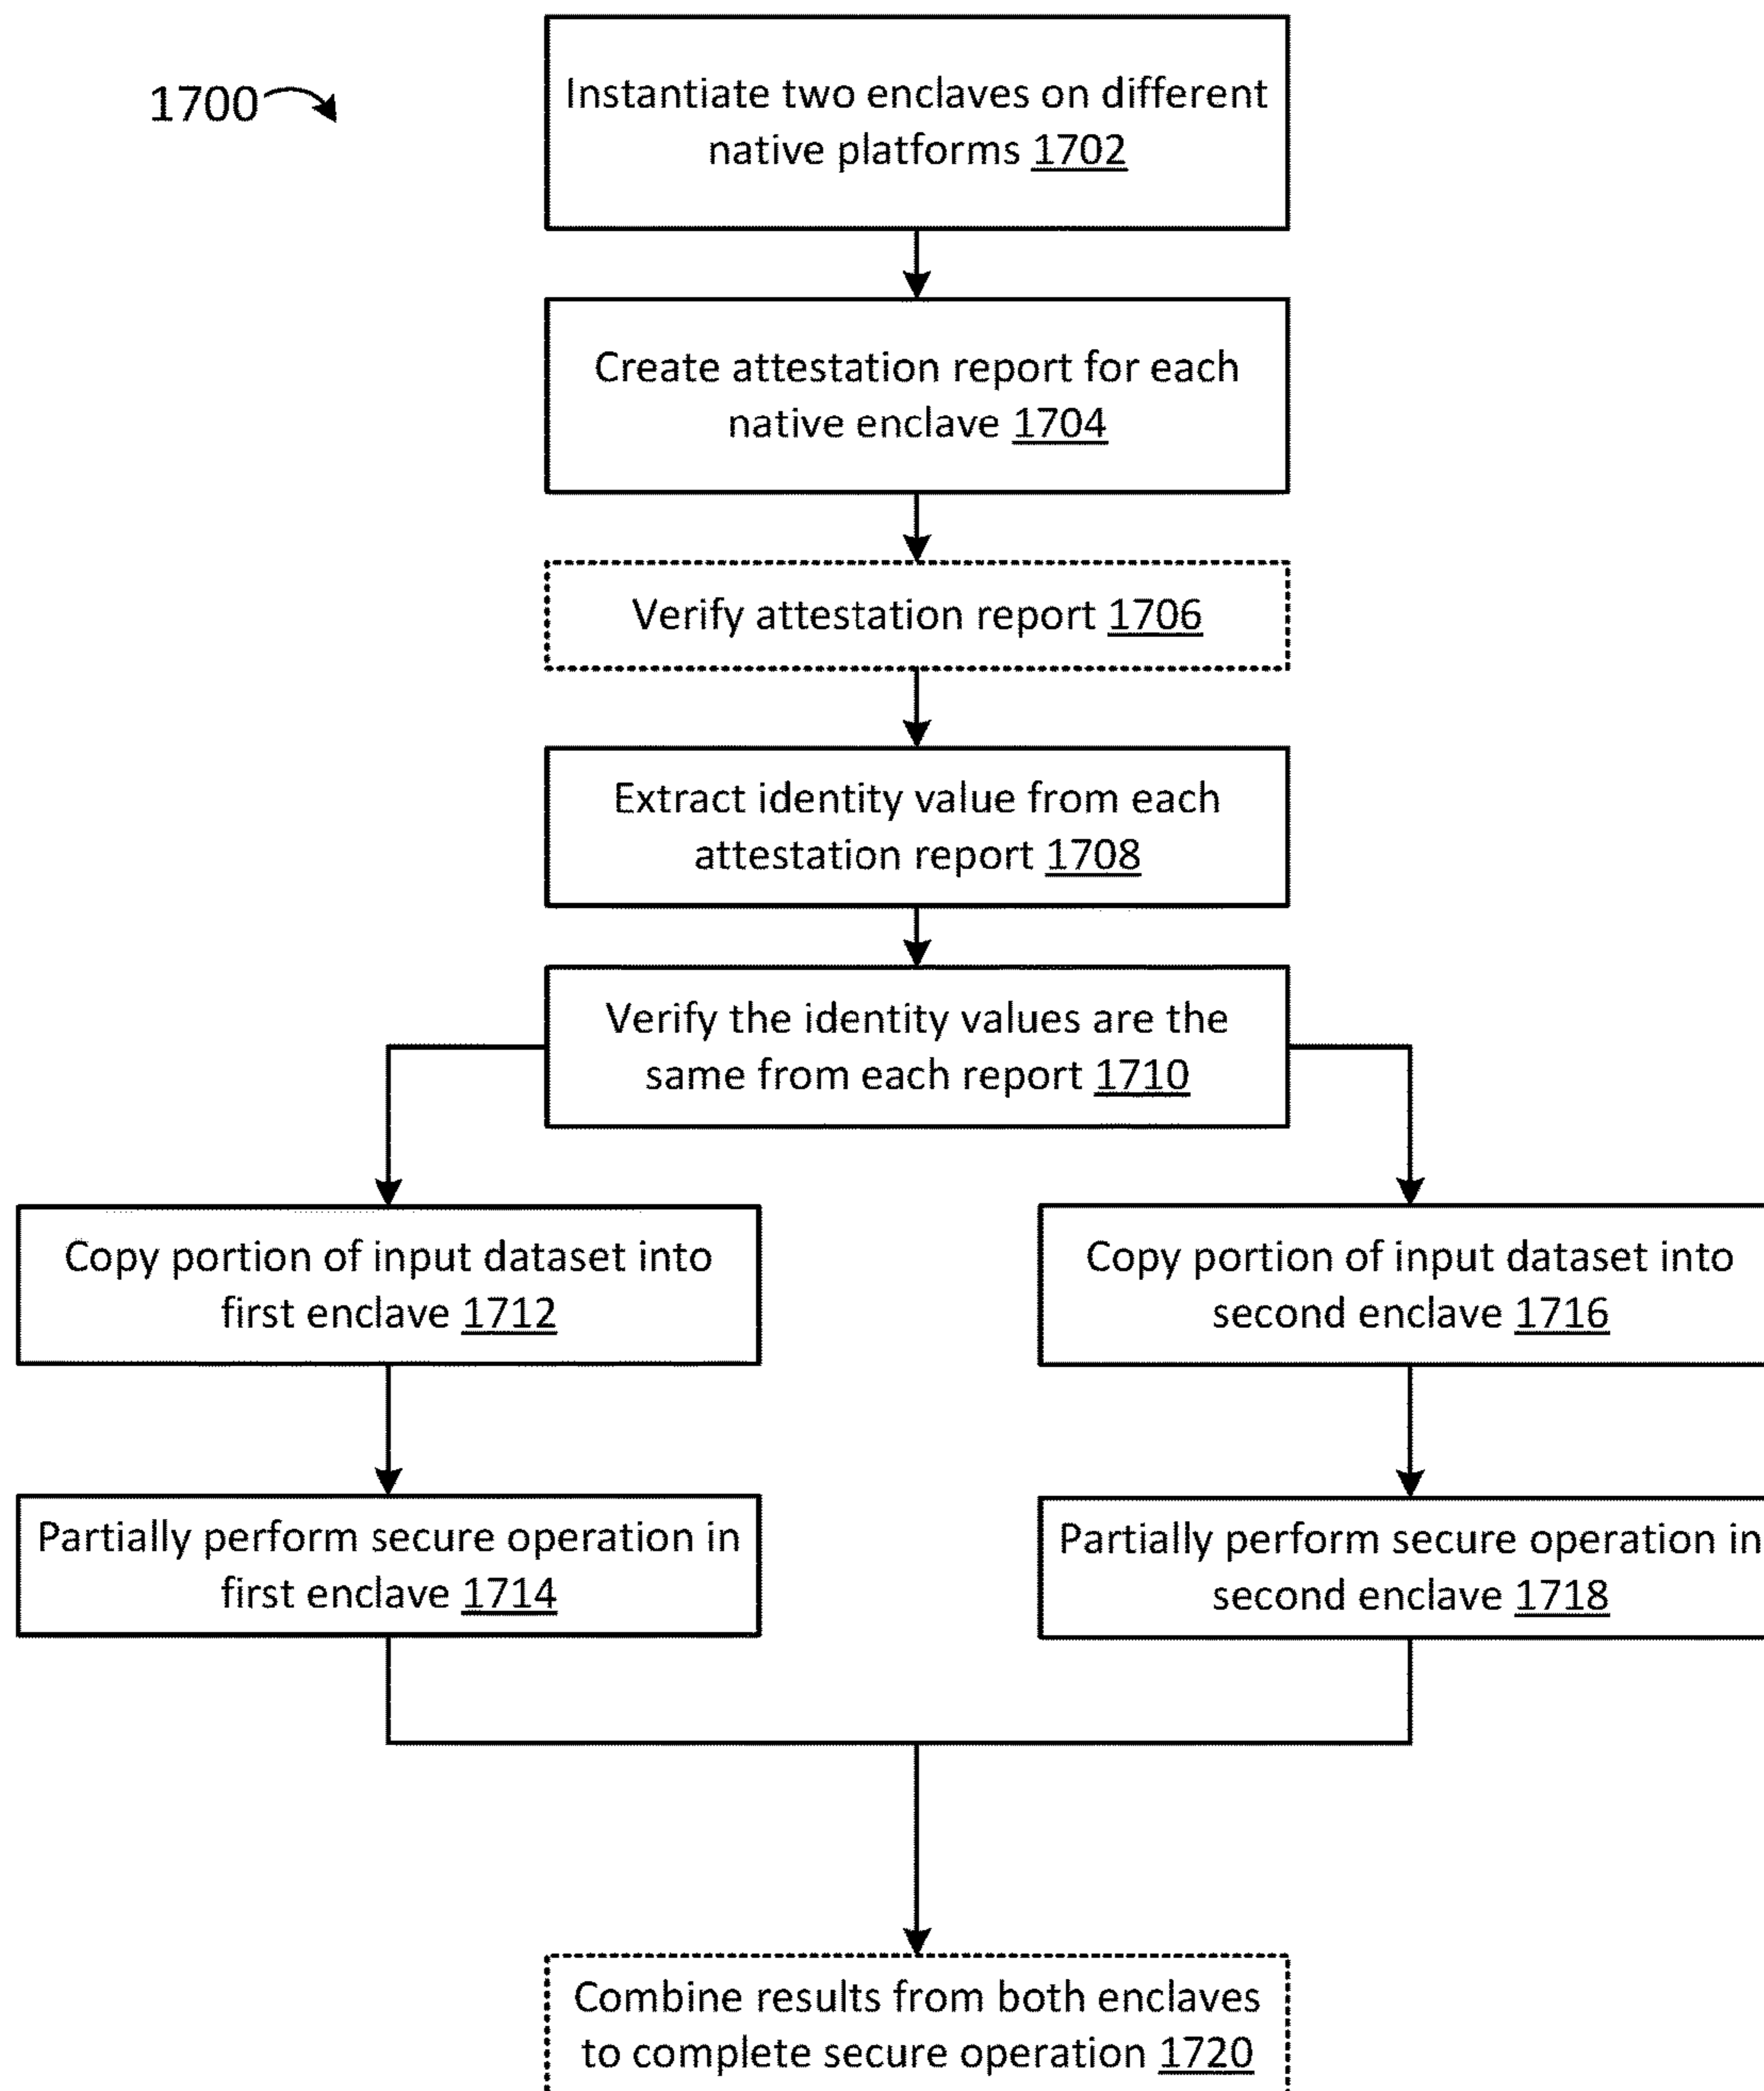 1700
Instantiate two enclaves on different
native platforms 1702
Create attestation report for each
native enclave 1704
Verify attestation report 1706
Extract identity value from each
attestation report 1708
Verify the identity values are the
same from each report 1710
Copy portion of input dataset into
first enclave 1712
Partially perform secure operation in
first enclave 1714
Copy portion of input dataset into
second enclave 1716
Partially perform secure operation in
second enclave 1718
Combine results from both enclaves
to complete secure operation 1720